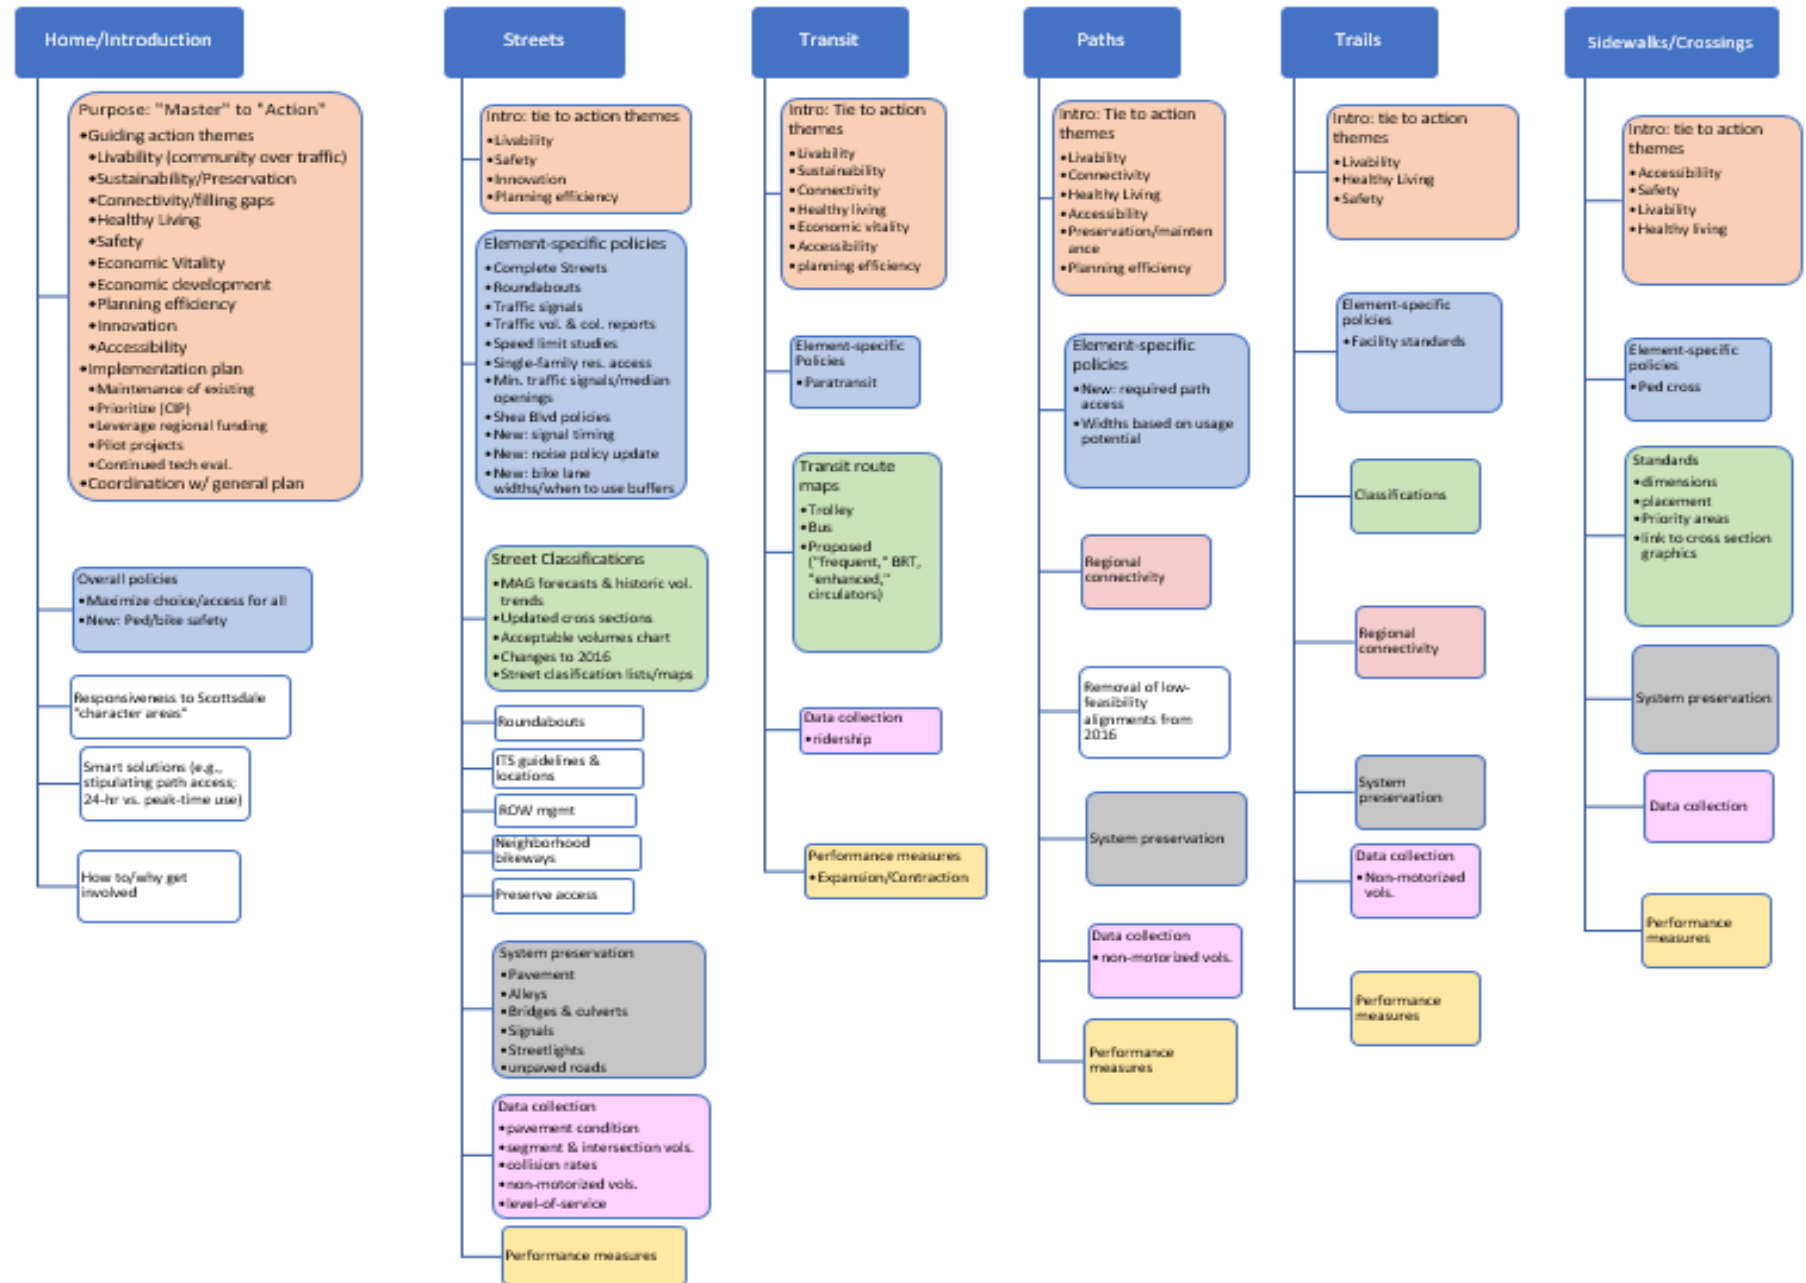 Home/Introduction
Purpose: "Master" to "Action"
•Guiding action themes
•Livability (community over traffic)
•Sustainability/Preservation
•Connectivity/filling gaps
•Healthy Living
•Safety
•Economic Vitality
•Economic development
•Planning efficiency
•Innovation
•Accessibility
•Implementation plan
•Maintenance of existing
•Prioritize (CIP)
•Leverage regional funding
•Pilot projects
•Continued tech eval.
•Coordination w/ general plan
Overall policies
•Maximize choice/access for all
•New: Ped/bike safety
Responsiveness to Scottsdale
"character areas"
Smart solutions (e.g.,
stipulating path access;
24-hr vs. peak-time use)
How to/why get
involved
Streets
Intro: tie to action themes
•Livability
•Safety
•Innovation
•Planning efficiency
Element-specific policies
•Complete Streets
•Roundabouts
•Traffic signals
•Traffic vol. & col. reports
•Speed limit studies
•Single-family res. access
•Min. traffic signals/median
openings
•Shea Blvd policies
•New: signal timing
•New: noise policy update
•New: bike lane
widths/when to use buffers
Street Classifications
•MAG forecasts & historic vol.
trends
•Updated cross sections
•Acceptable volumes chart
•Changes to 2016
•Street clasification lists/maps
Roundabouts
ITS guidelines &
locations
ROW mgmt
Neighborhood
bikeways
Preserve access
System preservation
•Pavement
•Alleys
•Bridges & culverts
•Signals
•Streetlights
•unpaved roads
Data collection
•pavement condition
•segment & intersection vols.
•collision rates
•non-motorized vols.
•level-of-service
Performance measures
Transit
Intro: Tie to action
themes
•Livability
•Sustainability
•Connectivity
•Healthy living
•Economic vitality
•Accessibility
•planning efficiency
Element-specific
Policies
•Paratransit
Transit route
maps
•Trolley
•Bus
•Proposed
("frequent," BRT,
"enhanced,"
circulators)
Data collection
•ridership
Performance measures
•Expansion/Contraction
Paths
Intro: Tie to action
themes
•Livability
•Connectivity
•Healthy Living
•Accessibility
•Preservation/mainten
ance
•Planning efficiency
Element-specific
policies
•New: required path
access
•Widths based on usage
potential
Regional
connectivity
Removal of low-
feasibility
alignments from
2016
System preservation
Data collection
•non-motorized vols.
Performance
measures
Trails
Intro: tie to action
themes
•Livability
•Healthy Living
•Safety
Element-specific
policies
•Facility standards
Classifications
Regional
connectivity
System
preservation
Data collection
•Non-motorized
vols.
Performance
measures
Sidewalks/Crossings
Intro: tie to action
themes
•Accessibility
•Safety
•Livability
•Healthy living
Element-specific
policies
•Ped cross
Standards
•dimensions
•placement
•Priority areas
•link to cross section
graphics
System preservation
Data collection
Performance
measures